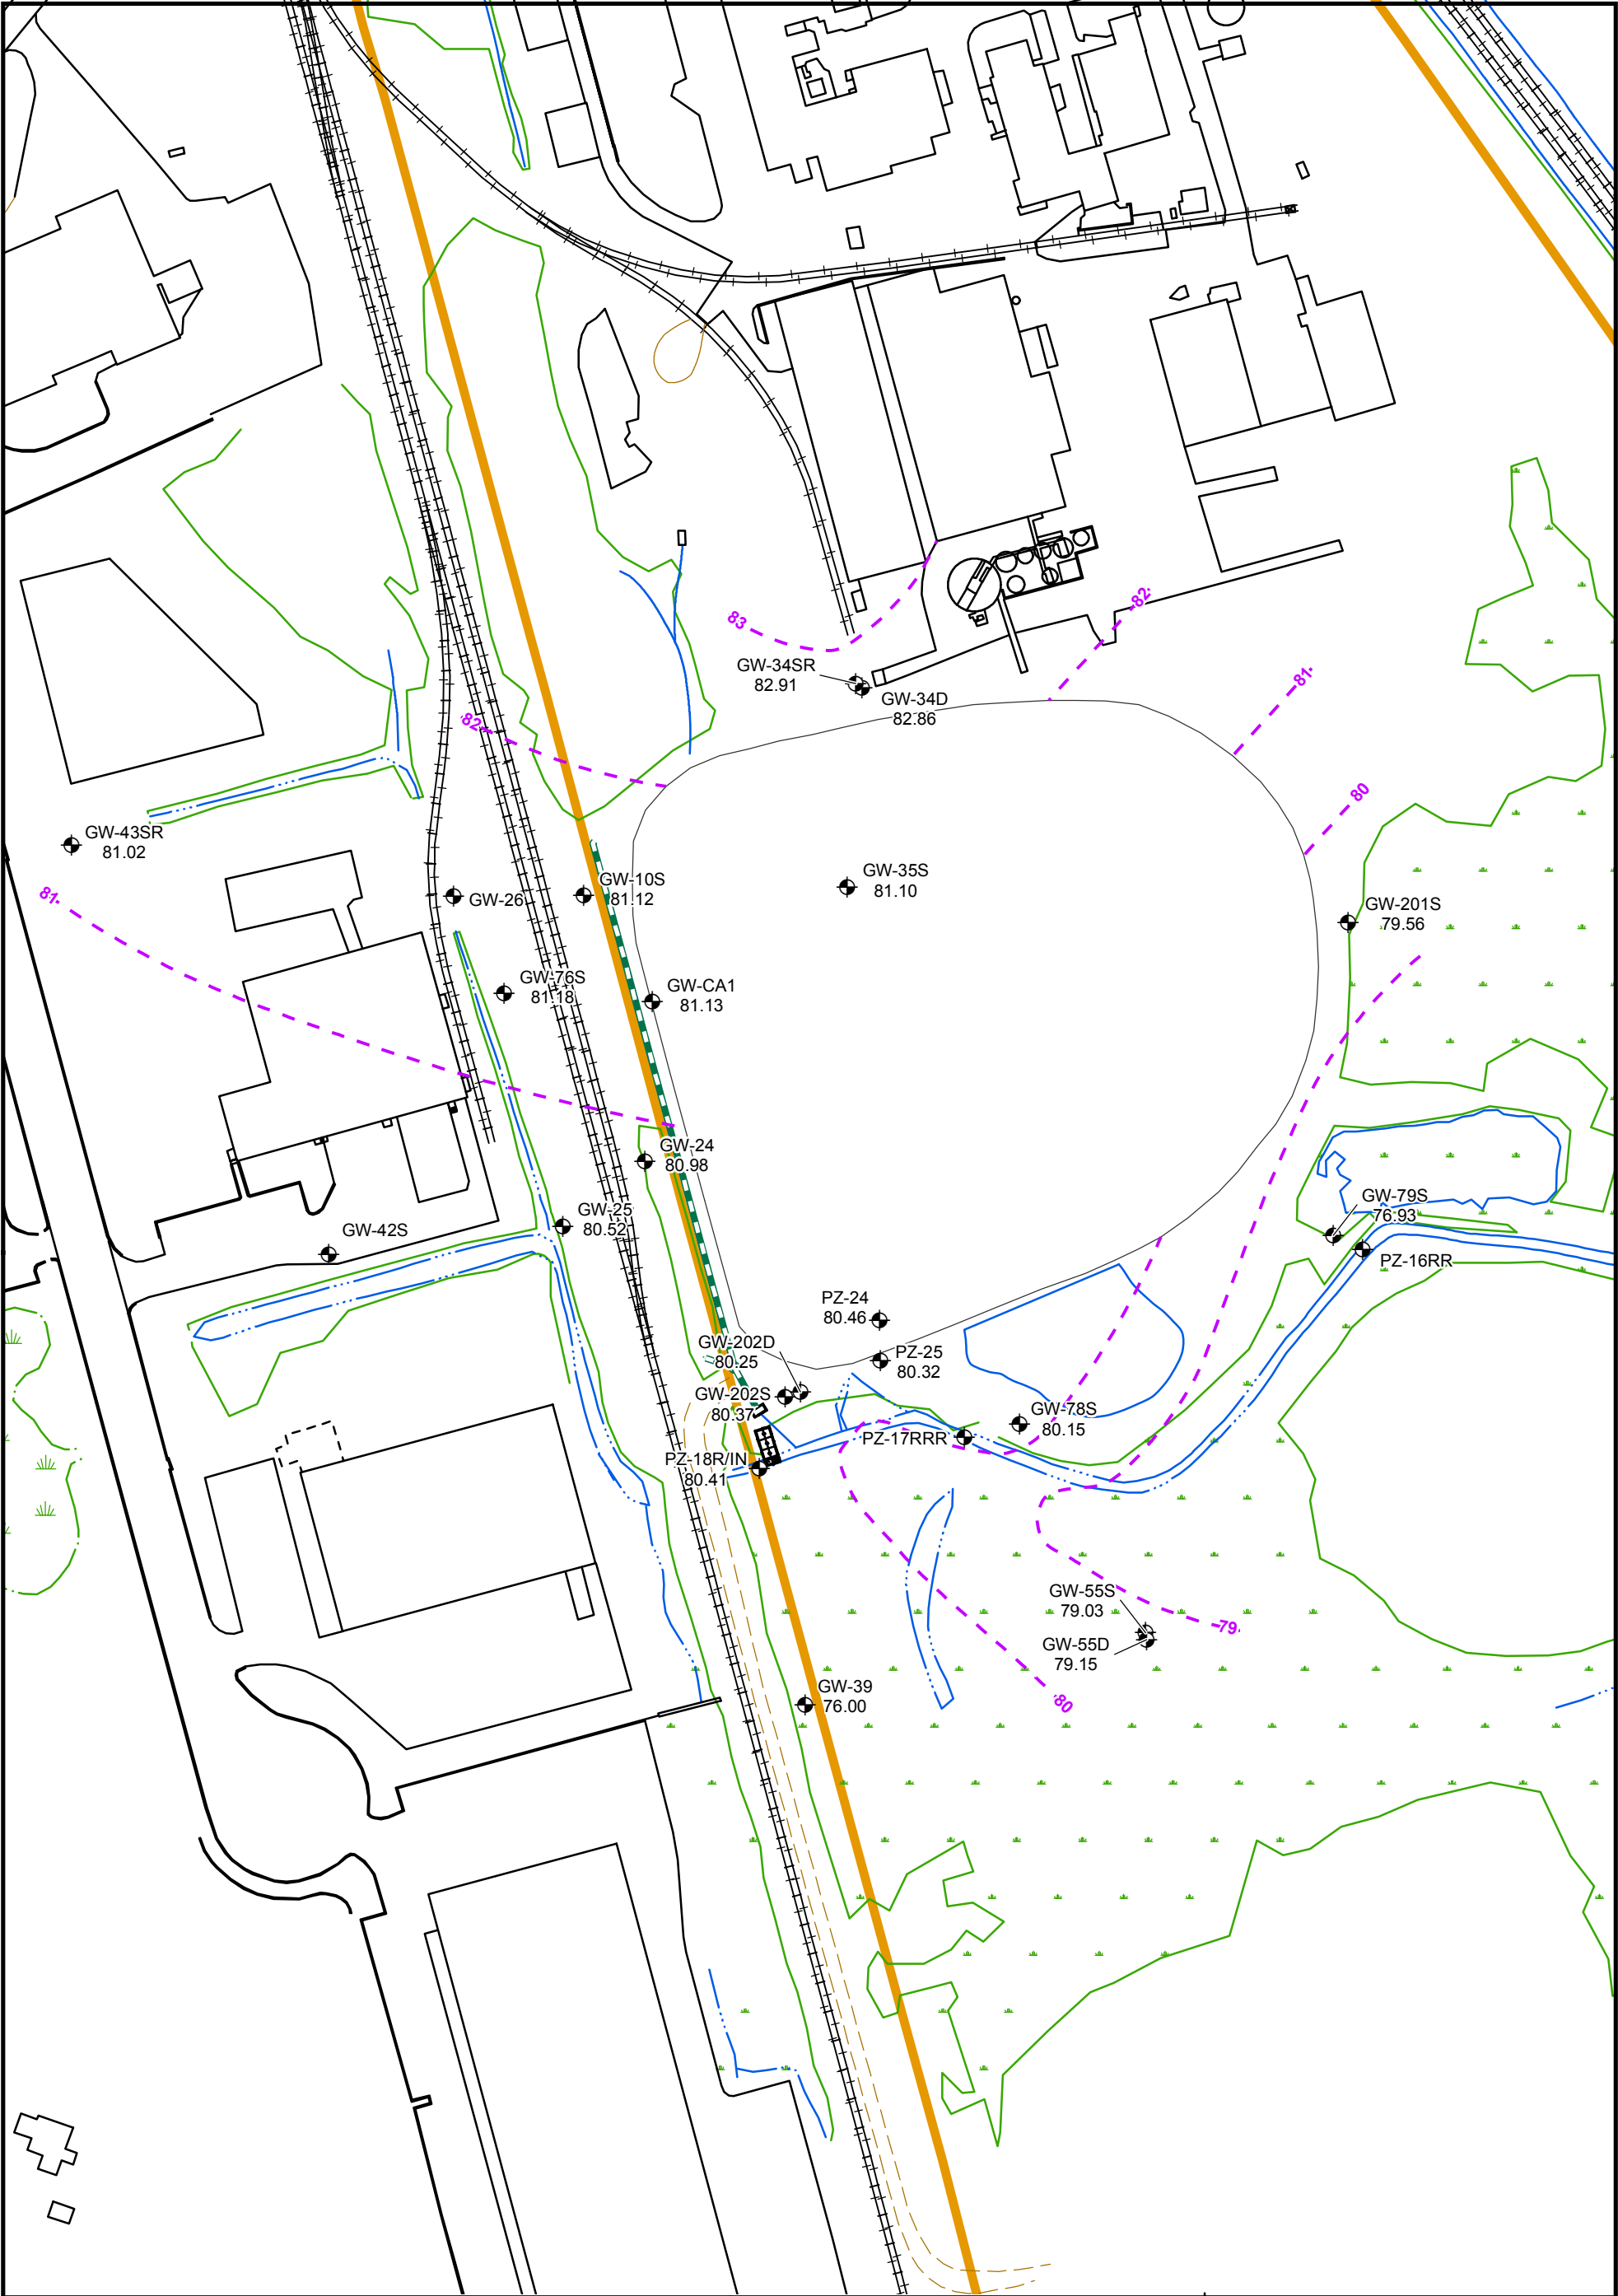 82
83
81
GW-34SR
82.91
GW-34D
82.86
82
80
GW-43SR
81.02
GW-35S
81.10
GW-10S
81.12
81
GW-26
GW-201S
79.56
GW-76S
81.18
GW-CA1
81.13
GW-24
80.98
GW-79S
76.93
GW-25
80.52
GW-42S
PZ-16RR
PZ-24
80.46
GW-202D
80.25
PZ-25
80.32
GW-202S
80.37
GW-78S
80.15
PZ-17RRR
PZ-18R/IN
80.41
GW-55S
79.03
79
GW-55D
79.15
GW-39
76.00
80